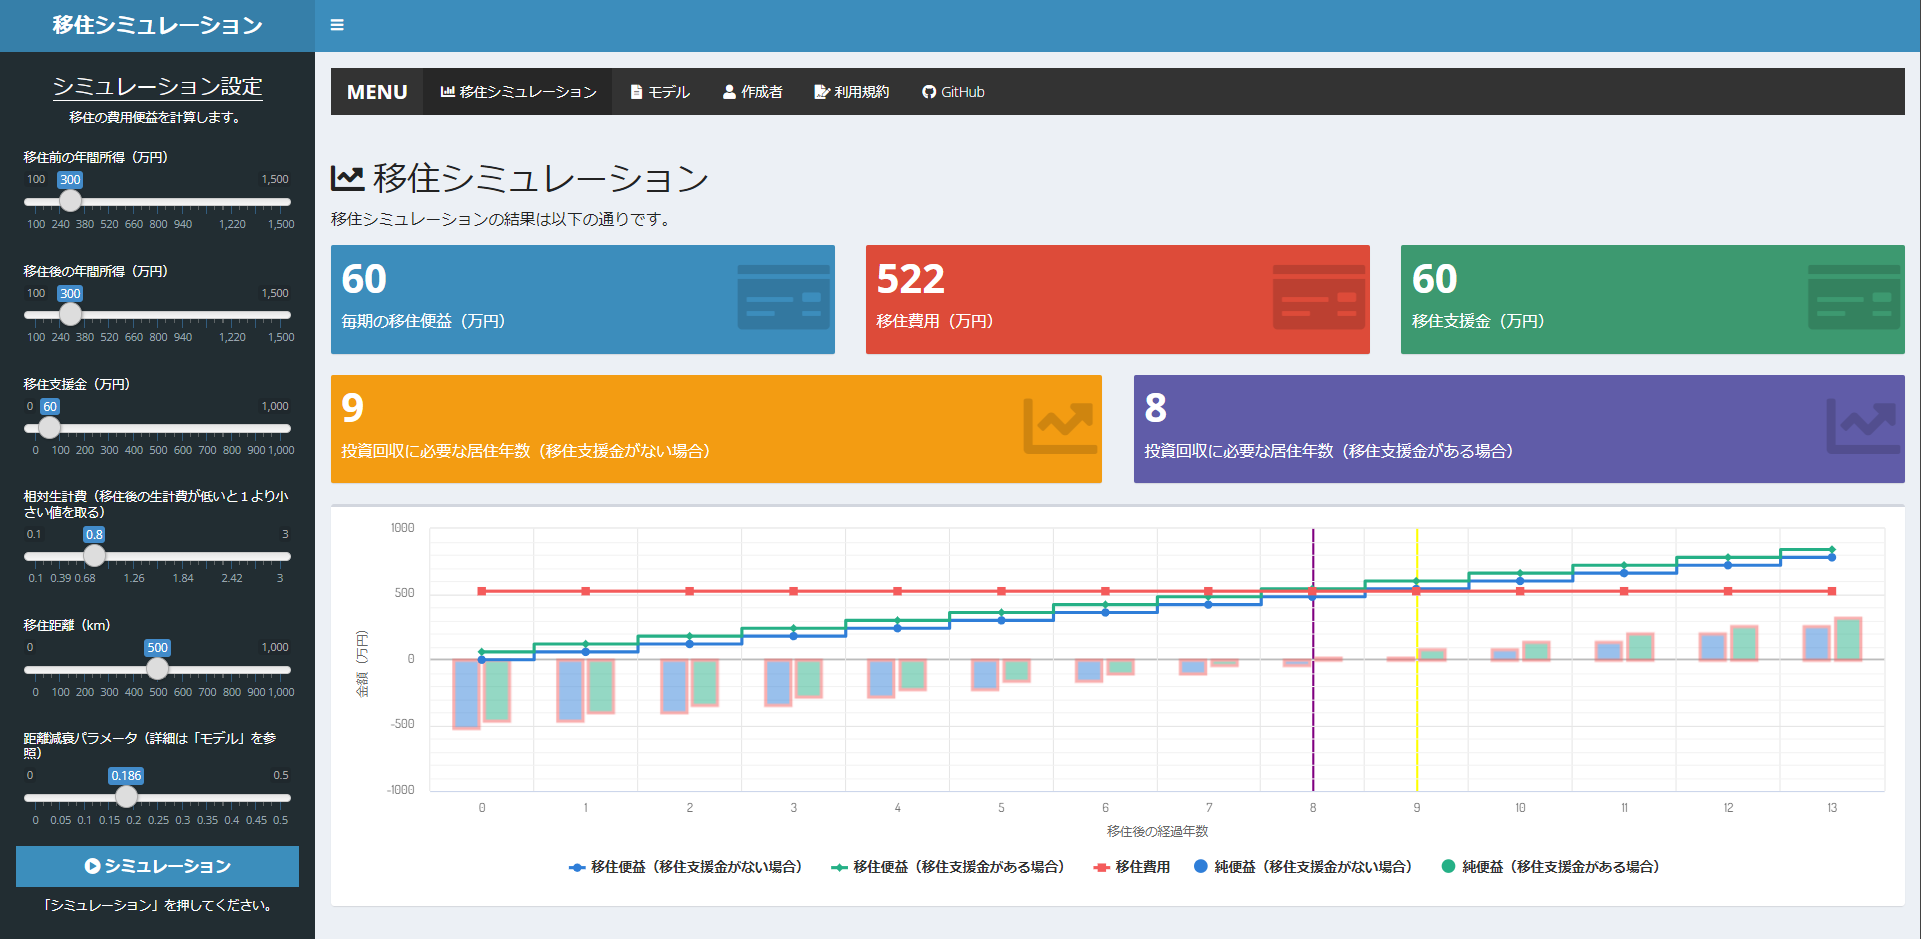 移住シミュレーション
シミュレーション設定
移住の費用便益を計算します。
移住前の年間所得（万円）
100 300 1,500
100 240 380 520 660 800 940 1,220 1,500
移住後の年間所得（万円）
100 300 1,500
100 240 380 520 660 800 940 1,220 1,500
移住支援金（万円）
0 60 1,000
0 100 200 300 400 500 600 700 800 900 1,000
相対生計費（移住後の生計費が低いと１より小
さい値を取る）
0.1 0.8 3
0.1 0.39 0.68 1.26 1.84 2.42 3
移住距離（km）
0 500 1,000
0 100 200 300 400 500 600 700 800 900 1,000
距離減衰パラメータ（詳細は「モデル」を参
照）
0 0.186 0.5
0 0.05 0.1 0.15 0.2 0.25 0.3 0.35 0.4 0.45 0.5
シミュレーション
「シミュレーション」を押してください。
MENU 移住シミュレーション モデル 作成者 利用規約 GitHub
移住シミュレーション
移住シミュレーションの結果は以下の通りです。
60
毎期の移住便益（万円）
522
移住費用（万円）
60
移住支援金（万円）
9
投資回収に必要な居住年数（移住支援金がない場合）
8
投資回収に必要な居住年数（移住支援金がある場合）
金額（万円）
1000
500
0
-500
-1000
0 1 2 3 4 5 6 7 8 9 10 11 12 13
移住後の経過年数
移住便益（移住支援金がない場合） 移住便益（移住支援金がある場合） 移住費用 純便益（移住支援金がない場合） 純便益（移住支援金がある場合）